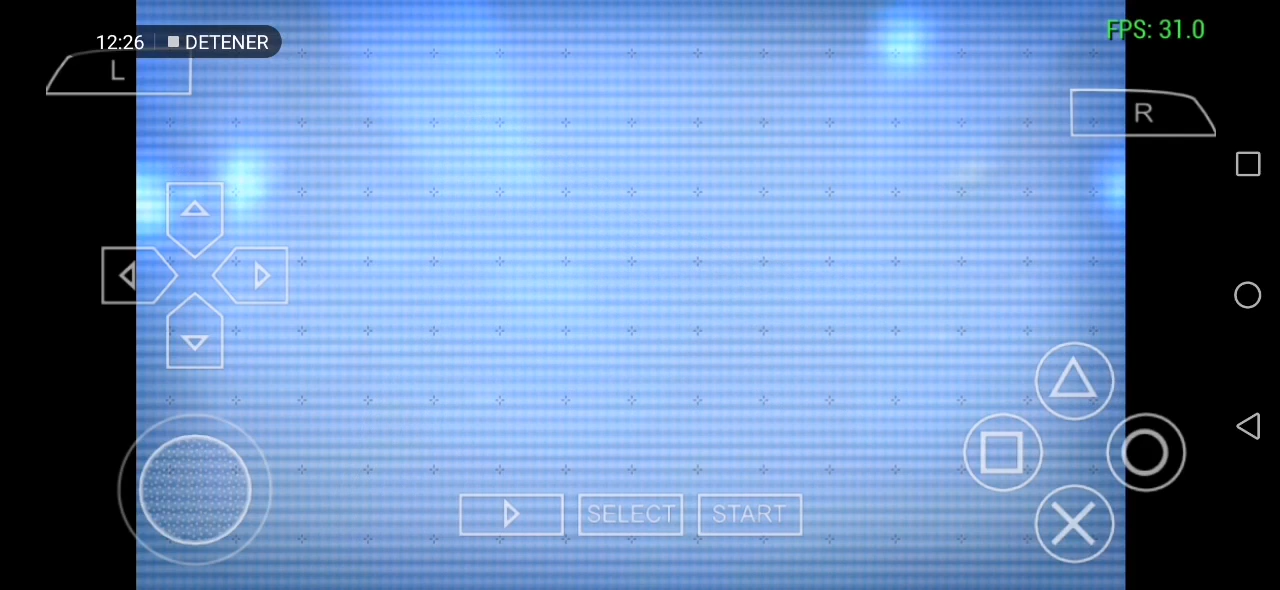 12:26 DETENER
FPS: 31.0
L
R
SELECT START